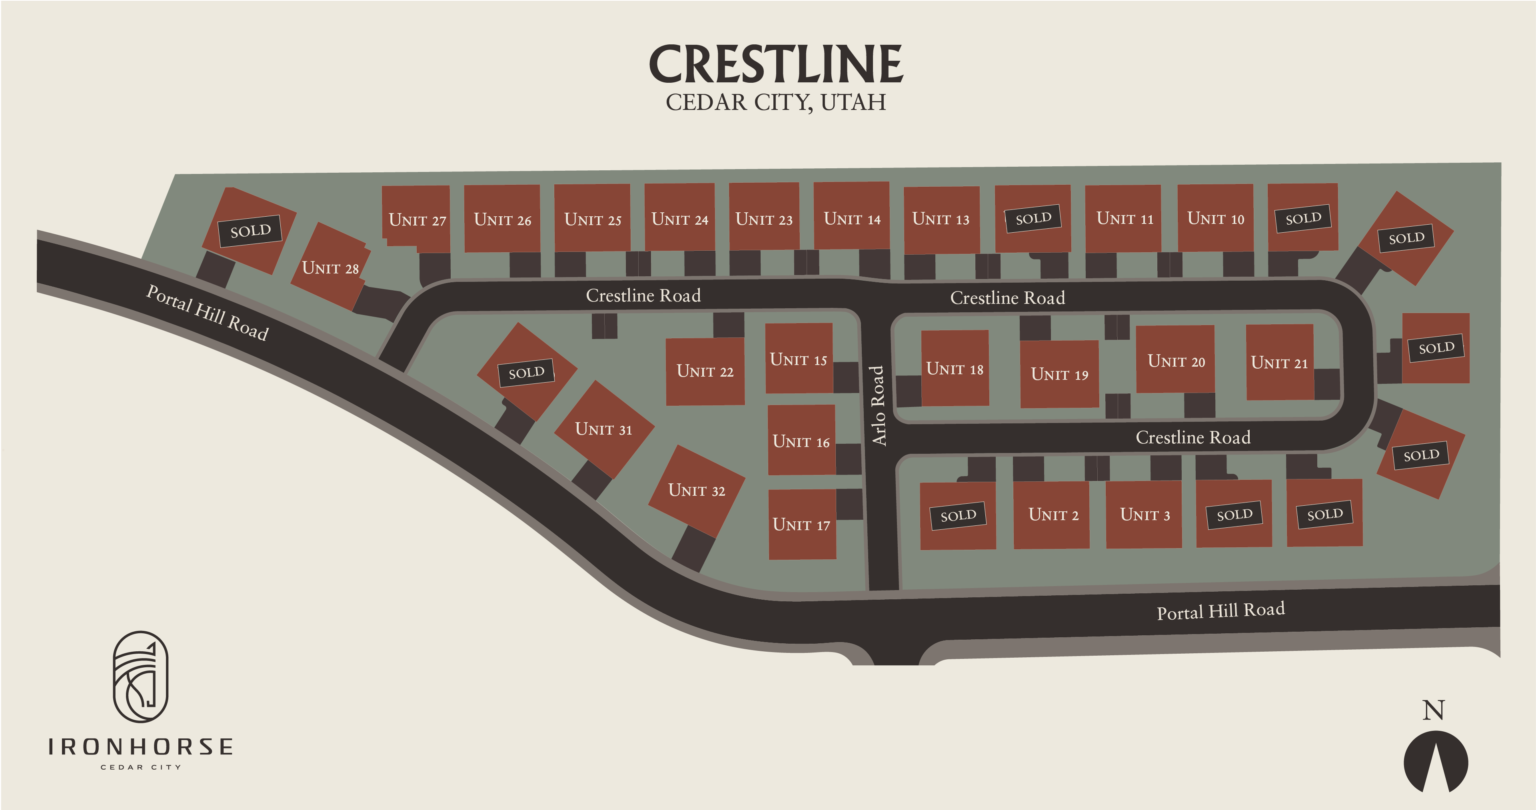 CRESTLINE
CEDAR CITY, UTAH
SOLD
UNIT 28
UNIT 27
UNIT 26
UNIT 25
UNIT 24
UNIT 23
UNIT 14
UNIT 13
SOLD
UNIT 11
UNIT 10
SOLD
SOLD
Portal Hill Road
Crestline Road
Crestline Road
SOLD
UNIT 31
UNIT 32
UNIT 22
UNIT 15
UNIT 16
UNIT 17
Arlo Road
UNIT 18
UNIT 19
UNIT 20
UNIT 21
SOLD
Crestline Road
SOLD
SOLD
UNIT 2
UNIT 3
SOLD
SOLD
Portal Hill Road
IRONHORSE
CEDAR CITY
N